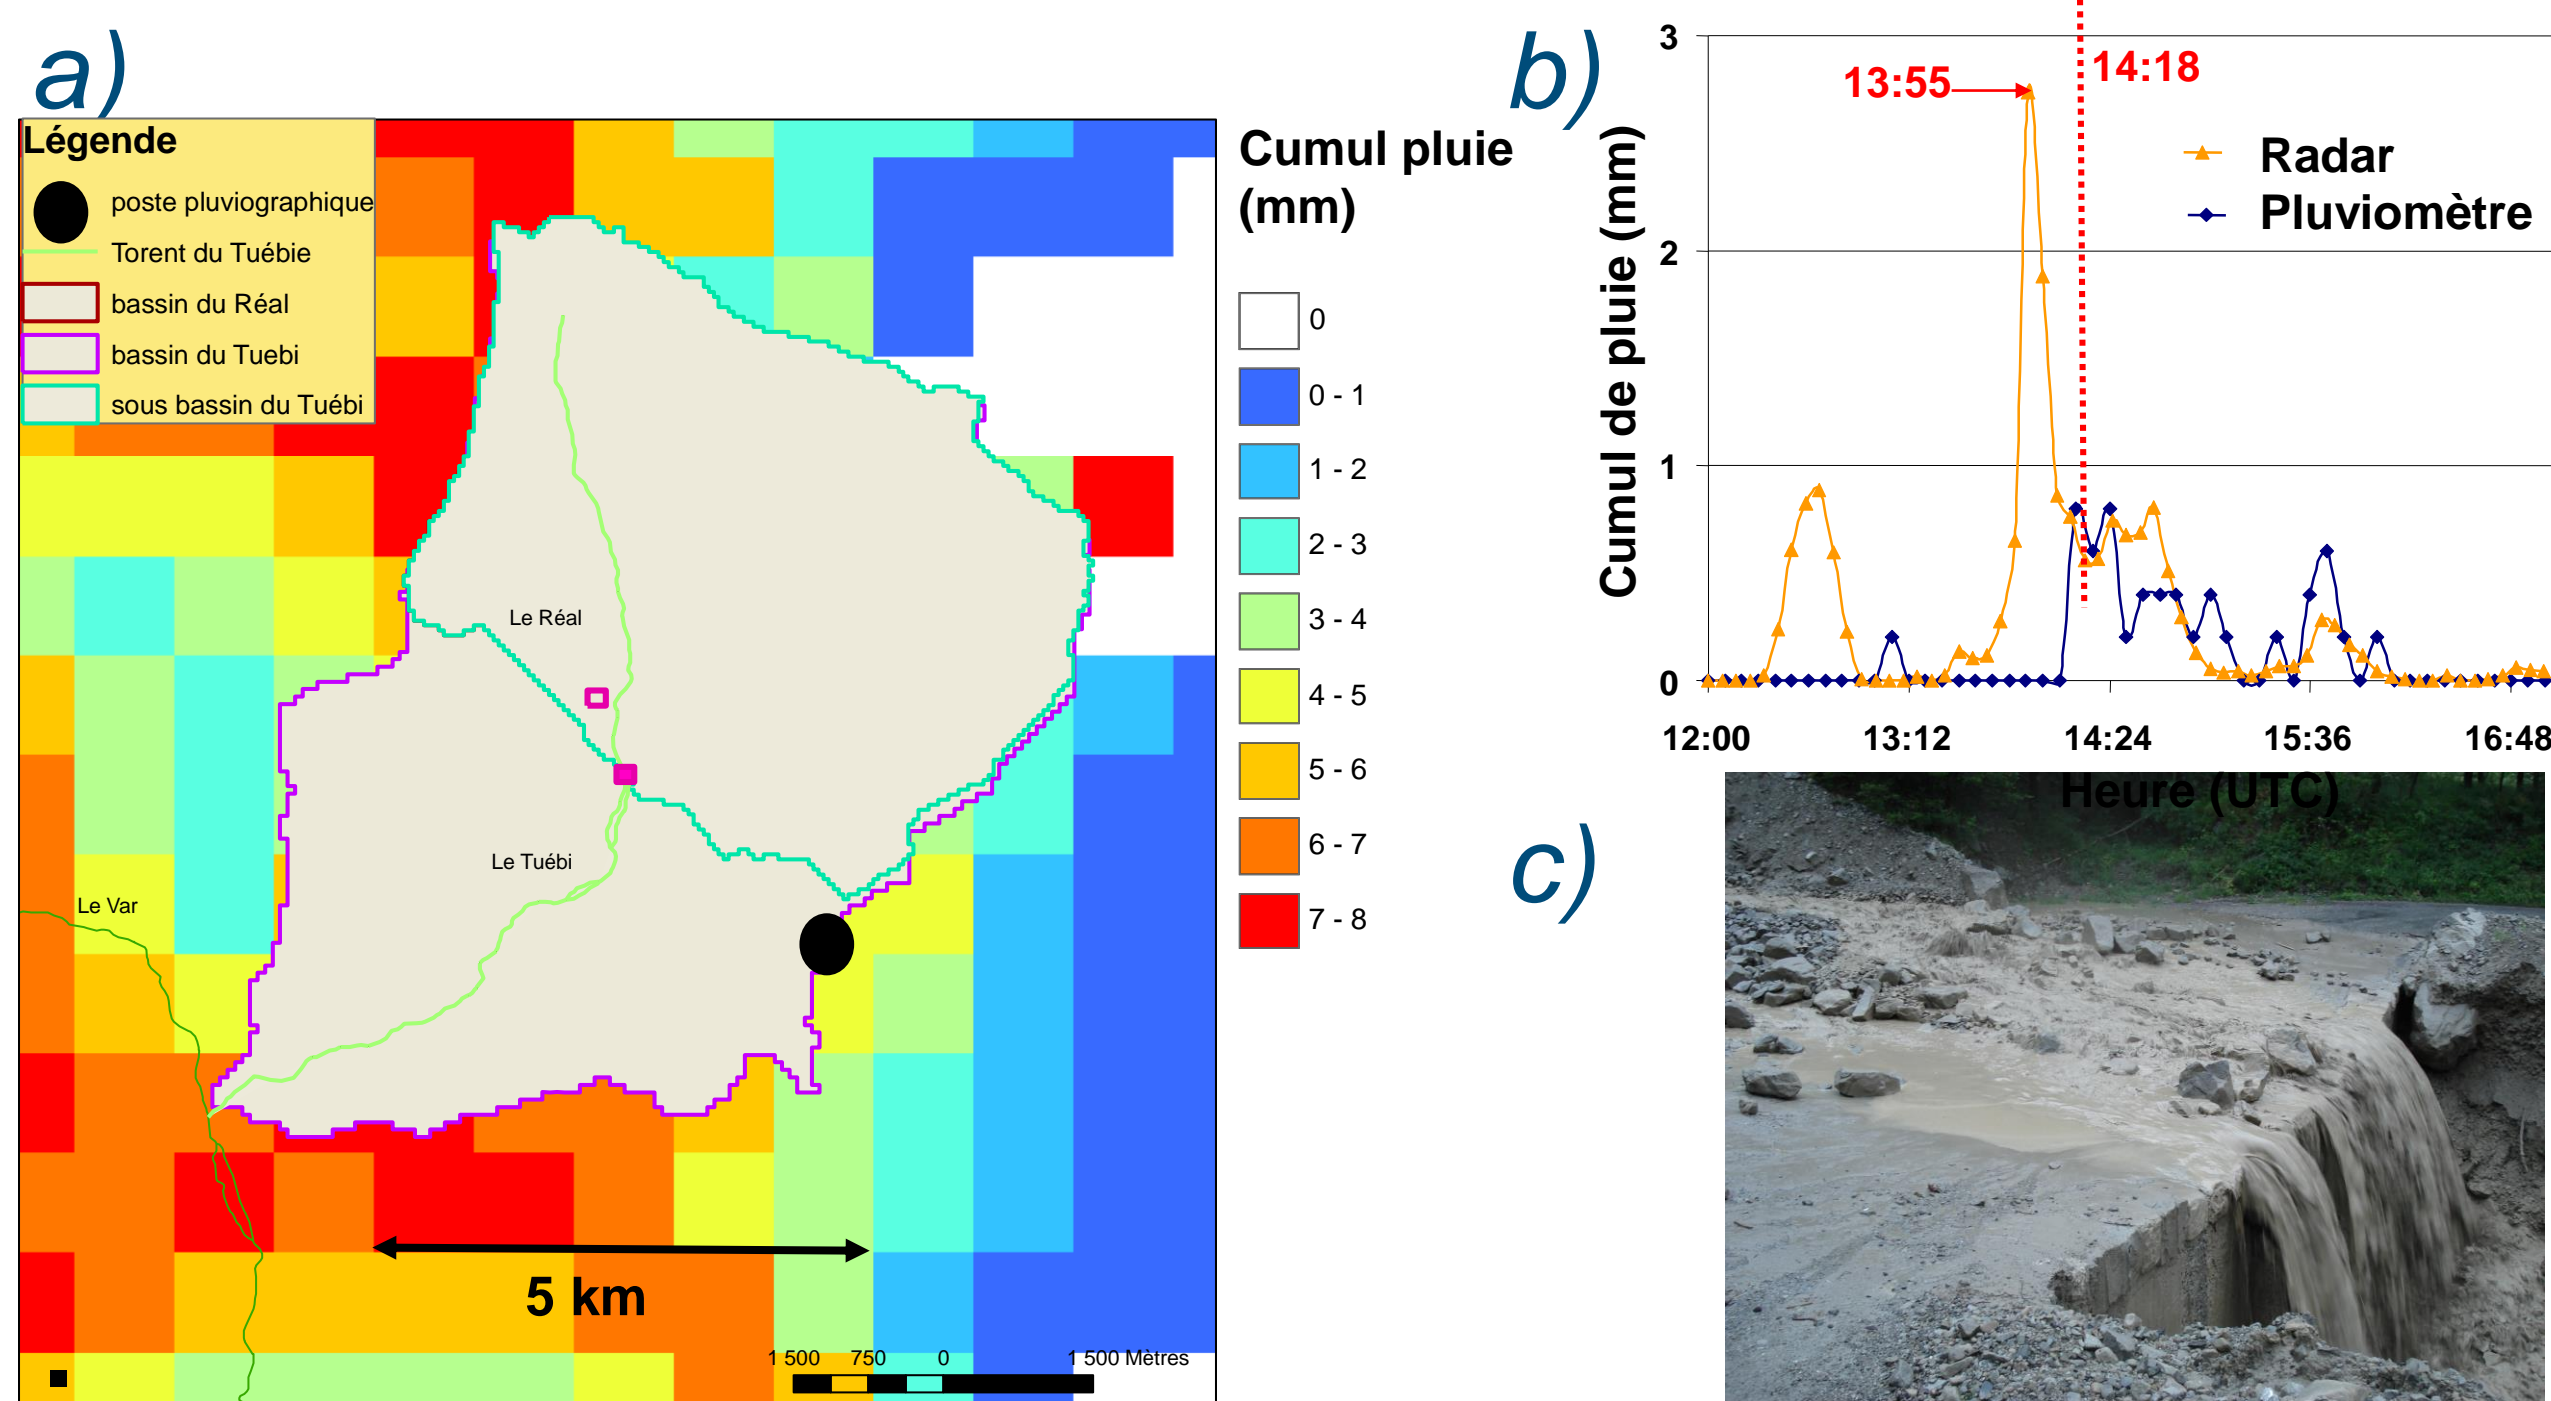 a)
Légende
poste pluviographique
Torent du Tuébie
bassin du Réal
bassin du Tuebi
sous bassin du Tuébi
Le Réal
Le Tuébi
Le Var
5 km
1 500 750 0 1 500 Mètres
Cumul pluie
(mm)
0
0 - 1
1 - 2
2 - 3
3 - 4
4 - 5
5 - 6
6 - 7
7 - 8
b)
Cumul de pluie (mm)
3
2
1
0
13:55
14:18
Radar
Pluviomètre
12:00 13:12 14:24 15:36 16:48
Heure (UTC)
c)